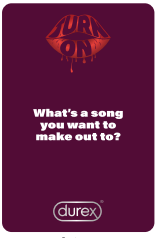 TURN
ON
What's a song
you want to
make out to?
durex